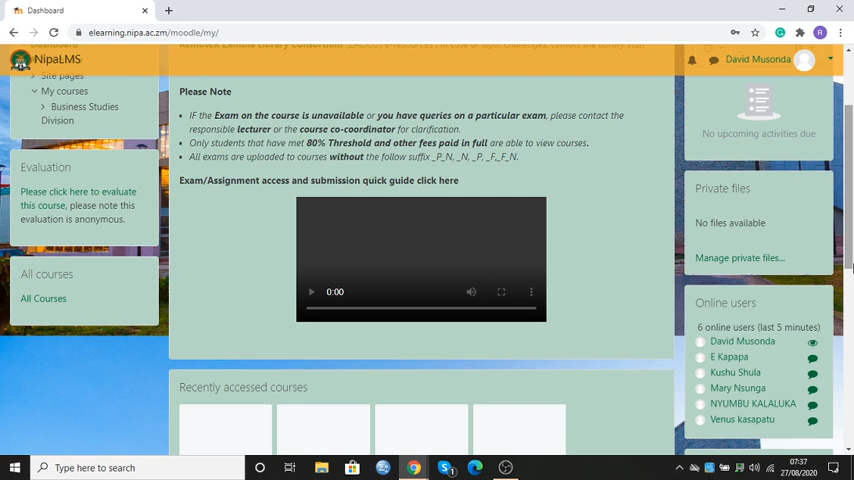 Dashboard
elearning.nipa.ac.zm/moodle/my/
NipaLMS
David Musonda
Site pages
My courses
Business Studies
Division
Evaluation
Please click here to evaluate
this course, please note this
evaluation is anonymous.
All courses
All Courses
Please Note
IF the Exam on the course is unavailable or you have queries on a particular exam, please contact the
responsible lecturer or the course co-coordinator for clarification.
Only students that have met 80% Threshold and other fees paid in full are able to view courses.
All exams are uploaded to courses without the follow suffix _P_N, _N, _P, _F_F_N.
Exam/Assignment access and submission quick guide click here
0:00
Recently accessed courses
No upcoming activities due
Private files
No files available
Manage private files...
Online users
6 online users (last 5 minutes)
David Musonda
E Kapapa
Kushu Shula
Mary Nsunga
NYUMBU KALALUKA
Venus kasapatu
Type here to search
07:37
27/08/2020